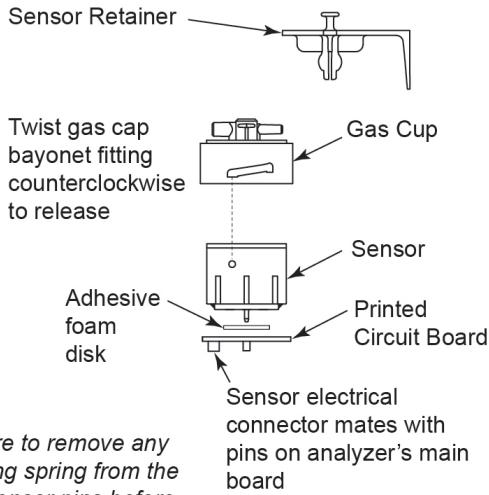 Sensor Retainer
Twist gas cap
bayonet fitting
counterclockwise
to release
Gas Cup
Sensor
Adhesive
foam
disk
Printed
Circuit Board
Sensor electrical
connector mates with
pins on analyzer's main
board
re to remove any
ng spring from the
ensor pins before